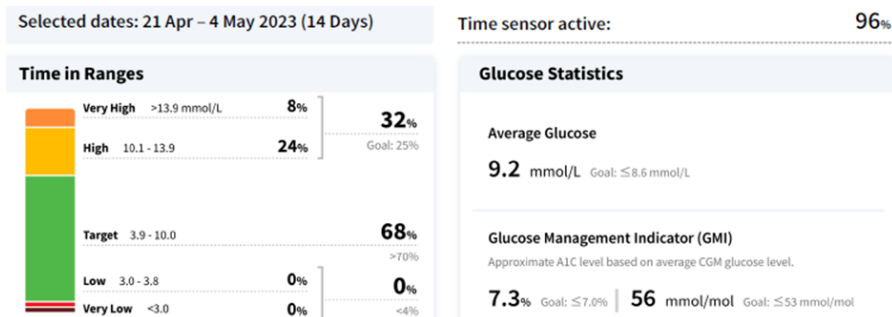 Selected dates: 21 Apr – 4 May 2023 (14 Days)
Time sensor active: 96%
Time in Ranges
Very High >13.9 mmol/L 8%
32%
High 10.1 - 13.9 24%
Goal: 25%
Target 3.9 - 10.0 68%
>70%
Low 3.0 - 3.8 0%
0%
Very Low <3.0 0%
<4%
Glucose Statistics
Average Glucose
9.2 mmol/L Goal: ≤8.6 mmol/L
Glucose Management Indicator (GMI)
Approximate A1C level based on average CGM glucose level.
7.3% Goal: ≤7.0% | 56 mmol/mol Goal: ≤53 mmol/mol